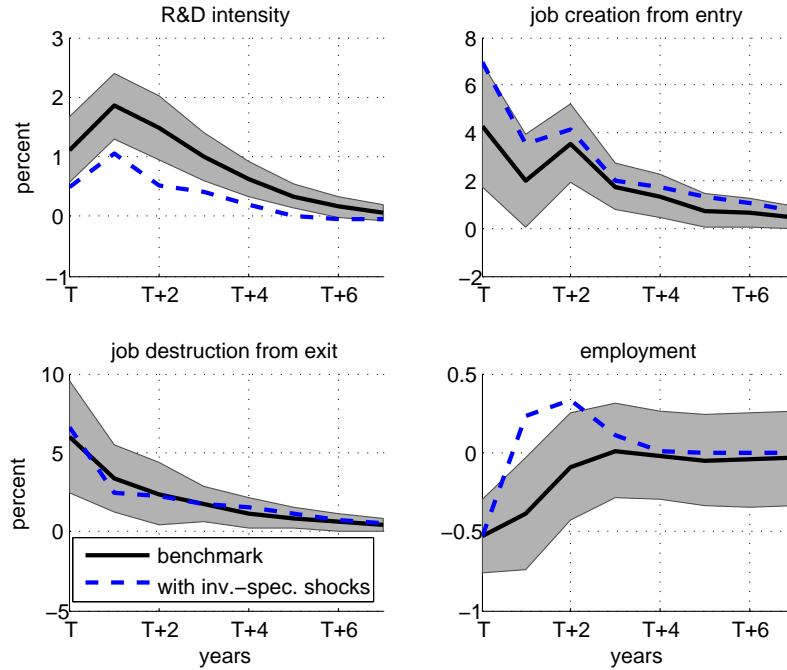 R&D intensity
percent
3
2
1
0
−1
T
T+2
T+4
T+6
job creation from entry
8
6
4
2
0
−2
T
T+2
T+4
T+6
job destruction from exit
percent
10
5
0
−5
T
T+2
T+4
T+6
years
benchmark
with inv.−spec. shocks
employment
0.5
0
−0.5
−1
T
T+2
T+4
T+6
years